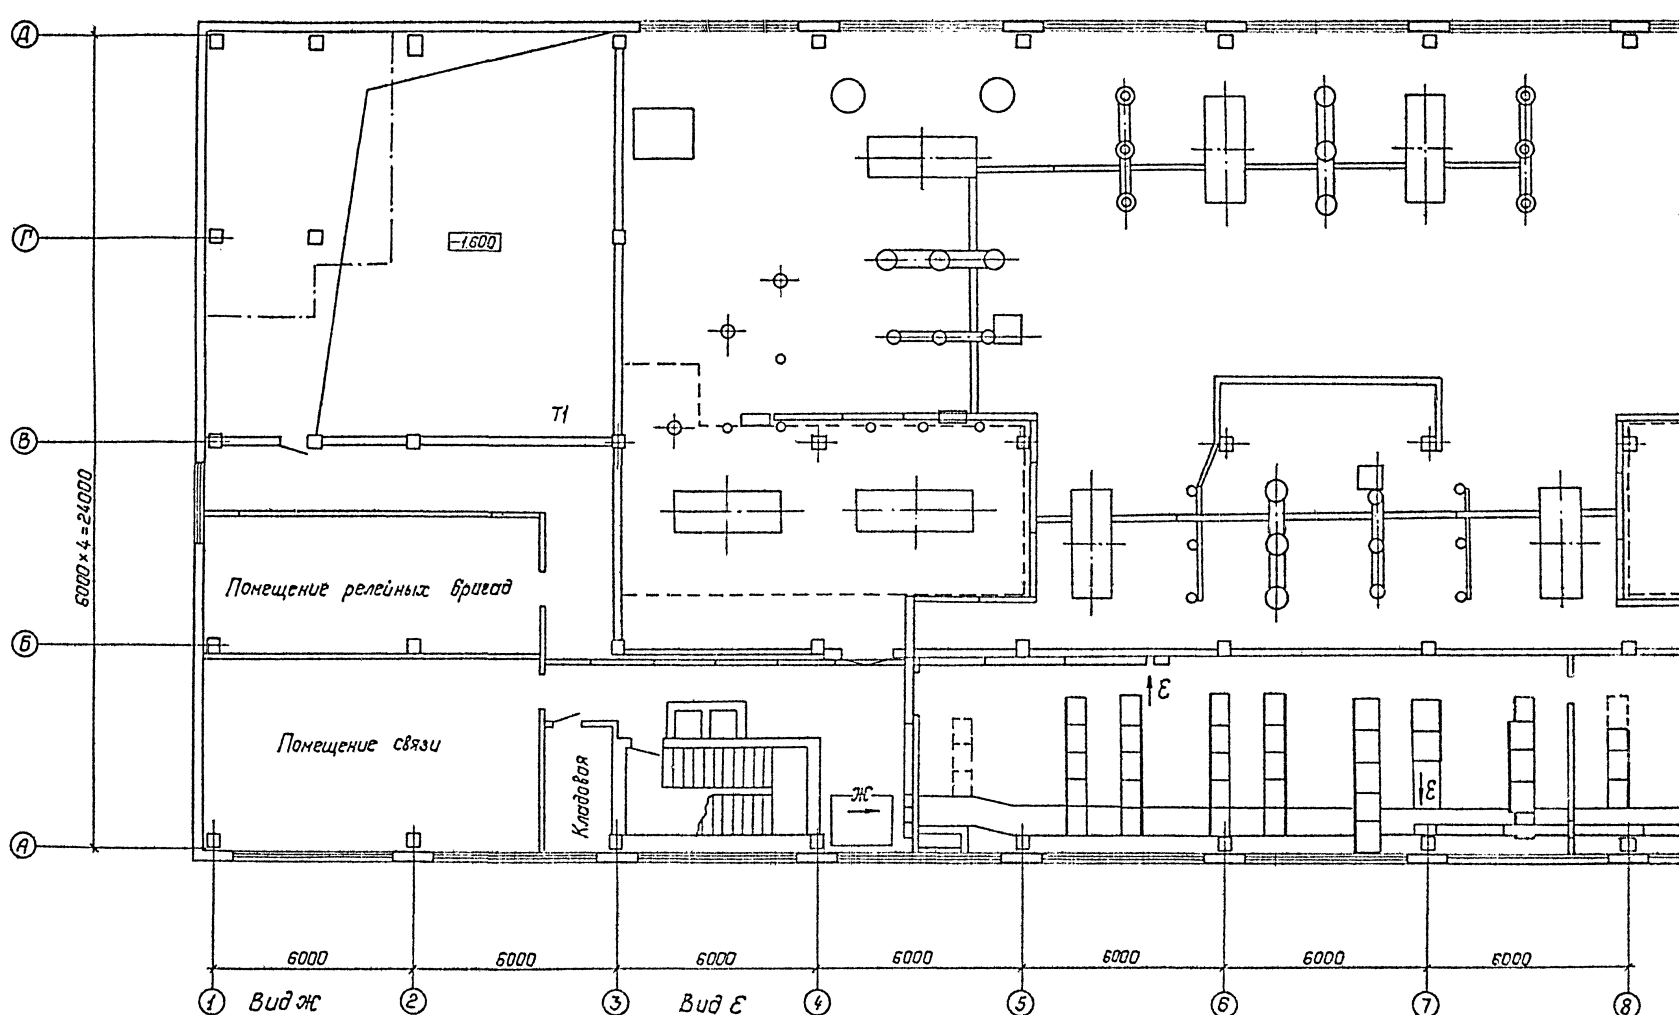 Д
Г
-1.600
Т1
В
6000×4=24000
Помещение релейных бригад
Б
Е
Помещение связи
Кладовая
Ж
Е
А
6000 6000 6000 6000 6000 6000 6000
1 2 3 4 5 6 7 8
Вид Ж Вид Е